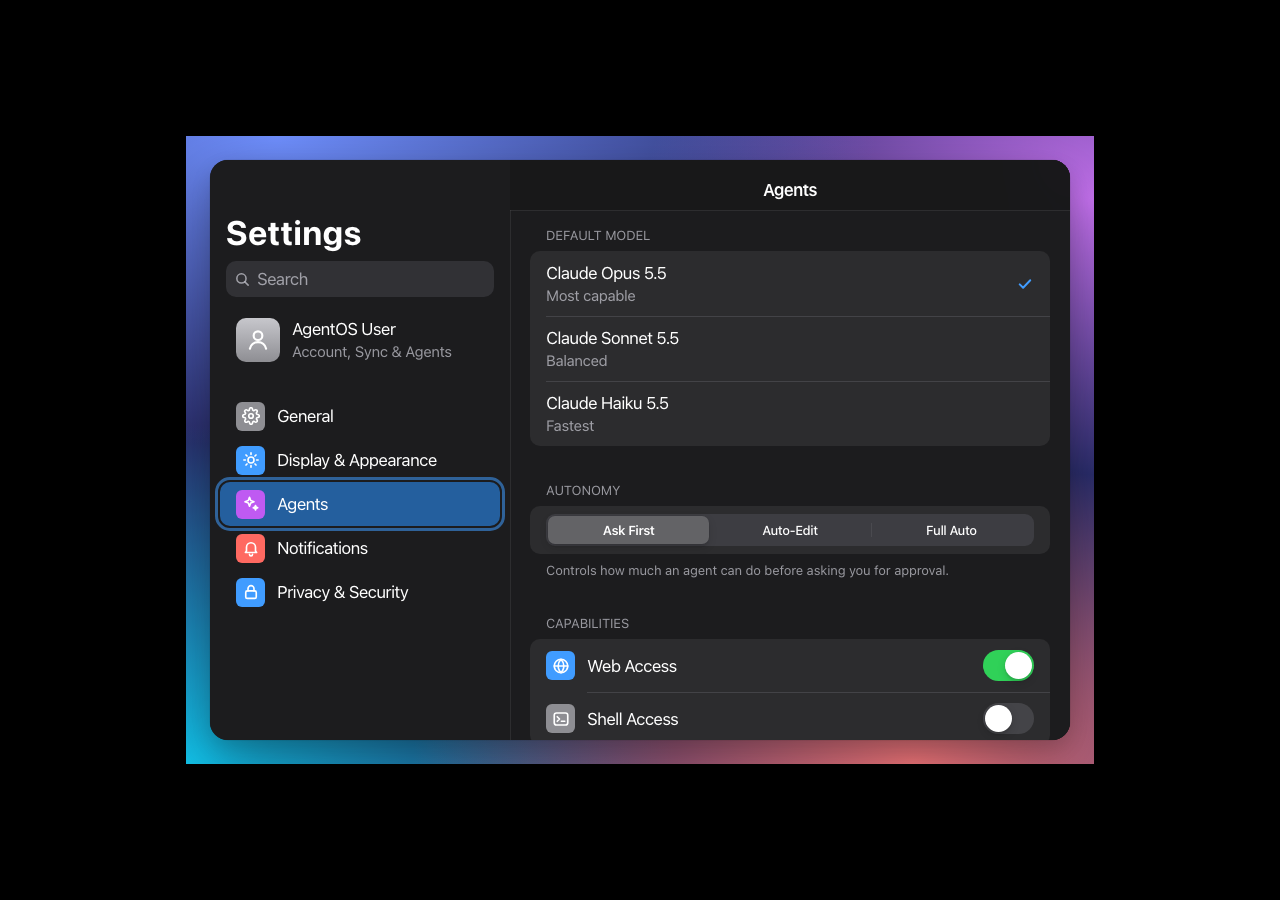 Settings
Search
AgentOS User
Account, Sync & Agents
General
Display & Appearance
Agents
Notifications
Privacy & Security
Agents
DEFAULT MODEL
Claude Opus 5.5
Most capable
Claude Sonnet 5.5
Balanced
Claude Haiku 5.5
Fastest
AUTONOMY
Ask First Auto-Edit Full Auto
Controls how much an agent can do before asking you for approval.
CAPABILITIES
Web Access
Shell Access